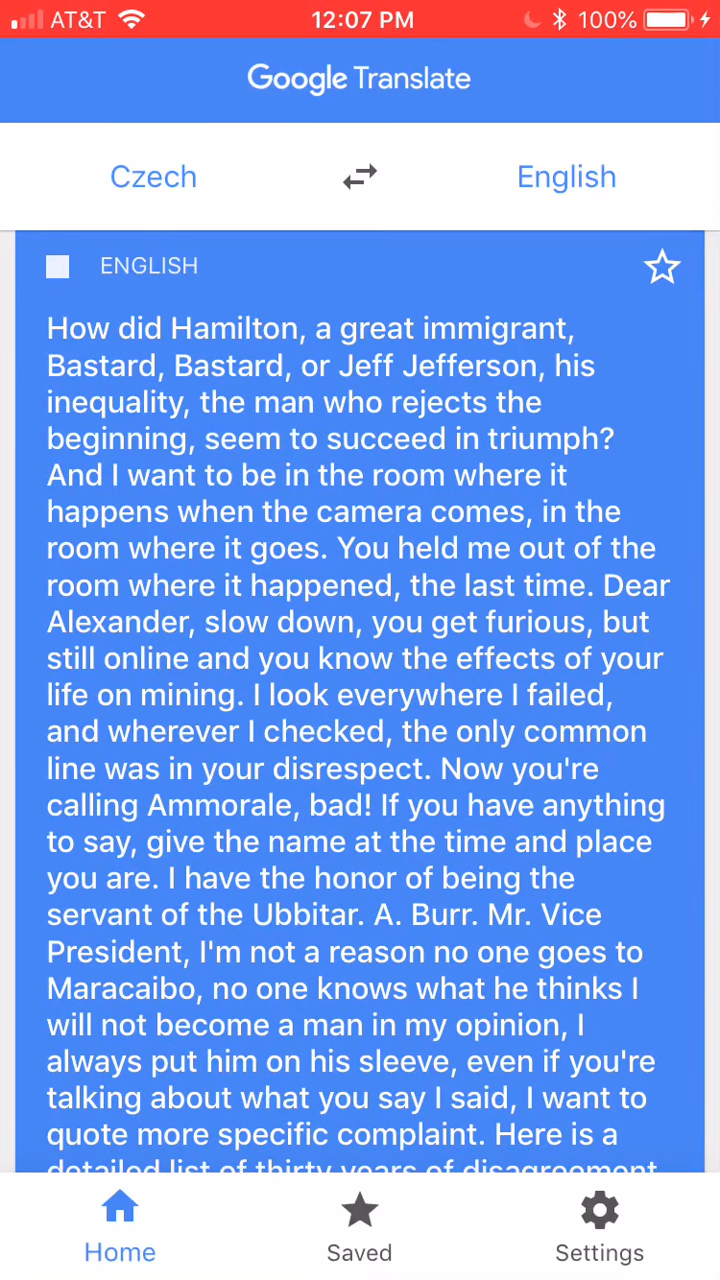 AT&T 12:07 PM 100%
Google Translate
Czech English
ENGLISH
How did Hamilton, a great immigrant,
Bastard, Bastard, or Jeff Jefferson, his
inequality, the man who rejects the
beginning, seem to succeed in triumph?
And I want to be in the room where it
happens when the camera comes, in the
room where it goes. You held me out of the
room where it happened, the last time. Dear
Alexander, slow down, you get furious, but
still online and you know the effects of your
life on mining. I look everywhere I failed,
and wherever I checked, the only common
line was in your disrespect. Now you're
calling Ammorale, bad! If you have anything
to say, give the name at the time and place
you are. I have the honor of being the
servant of the Ubbitar. A. Burr. Mr. Vice
President, I'm not a reason no one goes to
Maracaibo, no one knows what he thinks I
will not become a man in my opinion, I
always put him on his sleeve, even if you're
talking about what you say I said, I want to
quote more specific complaint. Here is a
detailed list of thirty years of disagreement
Home Saved Settings